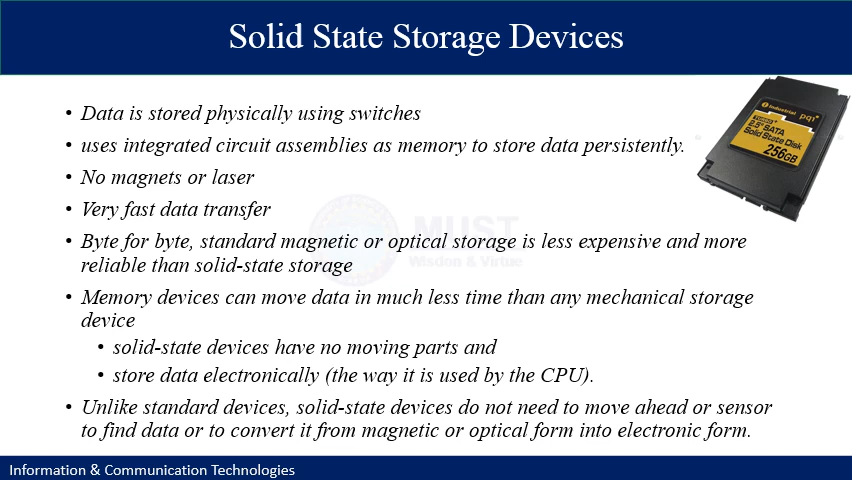 Solid State Storage Devices
• Data is stored physically using switches
• uses integrated circuit assemblies as memory to store data persistently.
• No magnets or laser
• Very fast data transfer
• Byte for byte, standard magnetic or optical storage is less expensive and more
reliable than solid-state storage
• Memory devices can move data in much less time than any mechanical storage
device
• solid-state devices have no moving parts and
• store data electronically (the way it is used by the CPU).
• Unlike standard devices, solid-state devices do not need to move ahead or sensor
to find data or to convert it from magnetic or optical form into electronic form.
Industrial pqi
2.5" SATA
Solid State Disk
256GB
MUST
Wisdom & Virtue
Information & Communication Technologies